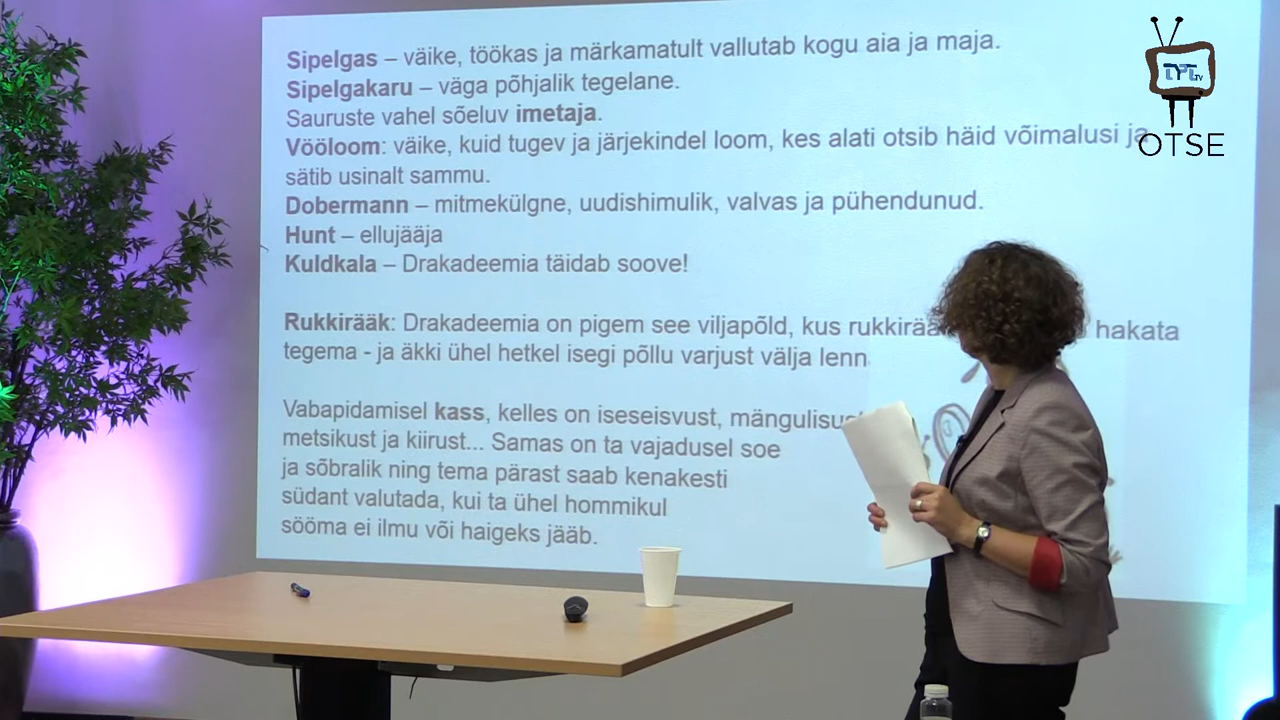 Sipelgas – väike, töökas ja märkamatult vallutab kogu aia ja maja.
Sipelgakaru – väga põhjalik tegelane.
Sauruste vahel sõeluv imetaja.
Vööloom: väike, kuid tugev ja järjekindel loom, kes alati otsib häid võimalusi ja
sätib usinalt sammu.
Dobermann – mitmekülgne, uudishimulik, valvas ja pühendunud.
Hunt – ellujääja
Kuldkala – Drakadeemia täidab soove!
Rukkirääk: Drakadeemia on pigem see viljapõld, kus hakata
tegema - ja äkki ühel hetkel isegi põllu varjust välja
Vabapidamisel kass, kelles on iseseisvust,
metsikust ja kiirust... Samas on ta vajadusel soe
ja sõbralik ning tema pärast saab kenakesti
südant valutada, kui ta ühel hommikul
sööma ei ilmu või haigeks jääb.
TV
OTSE